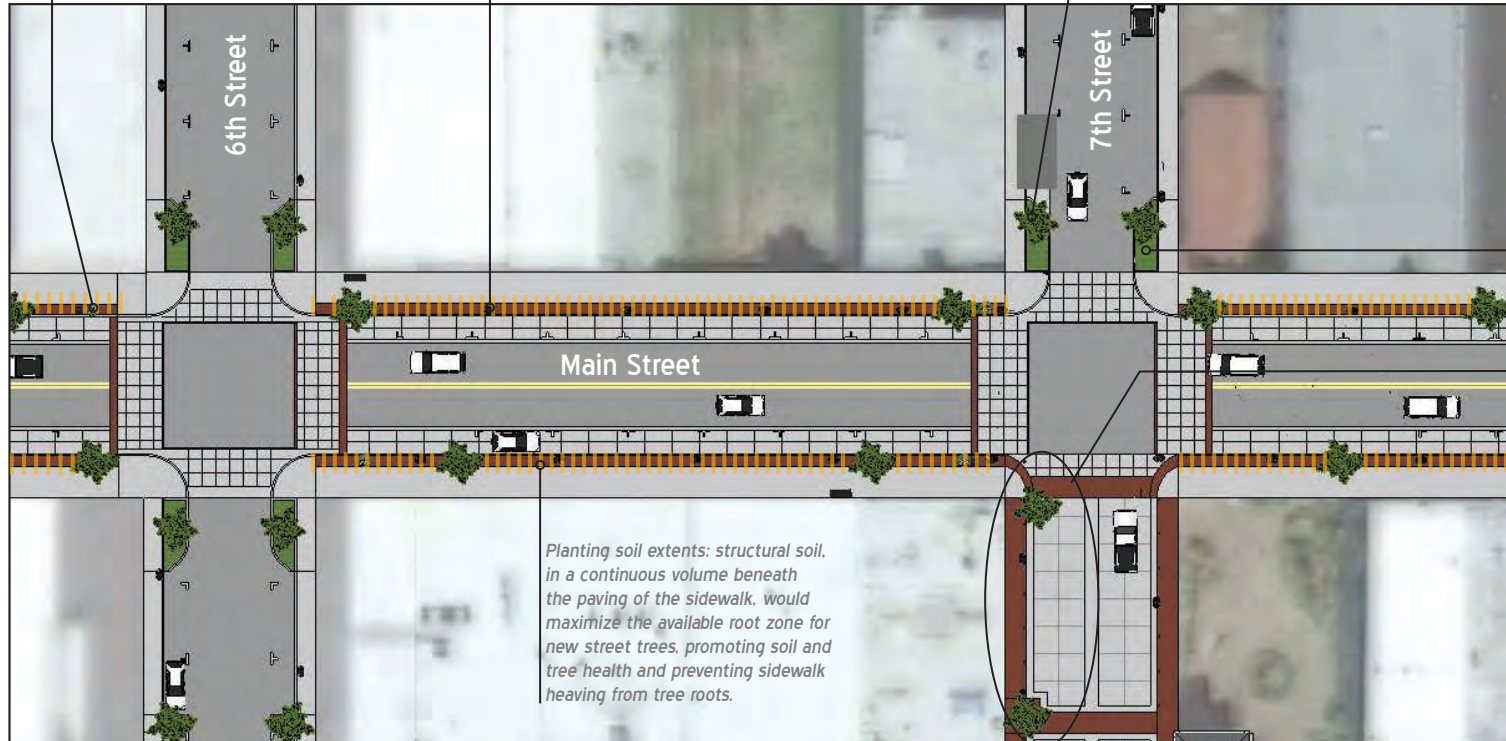 6th Street
7th Street
Main Street
Planting soil extents: structural soil,
in a continuous volume beneath
the paving of the sidewalk, would
maximize the available root zone for
new street trees, promoting soil and
tree health and preventing sidewalk
heaving from tree roots.